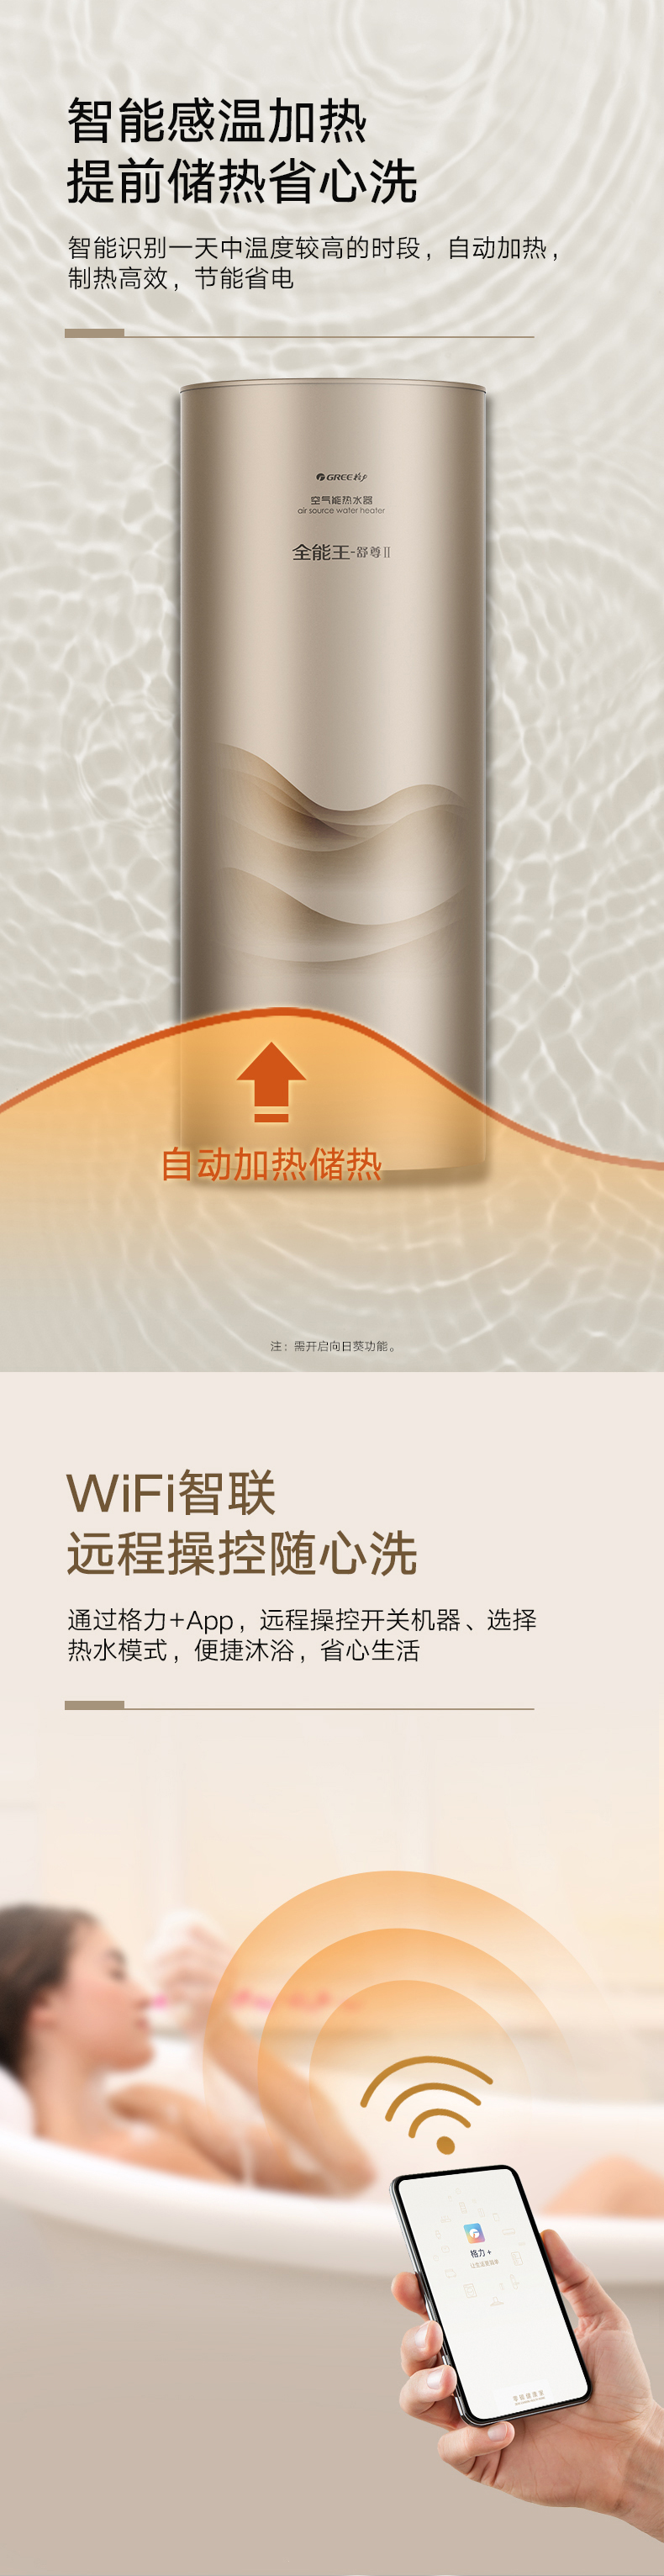 智能感温加热
提前储热省心洗
智能识别一天中温度较高的时段，自动加热，
制热高效，节能省电
GREE格力
空气能热水器
air source water heater
全能王-舒尊II
自动加热储热
注：需开启向日葵功能。
WiFi智联
远程操控随心洗
通过格力+App，远程操控开关机器、选择
热水模式，便捷沐浴，省心生活
格力+